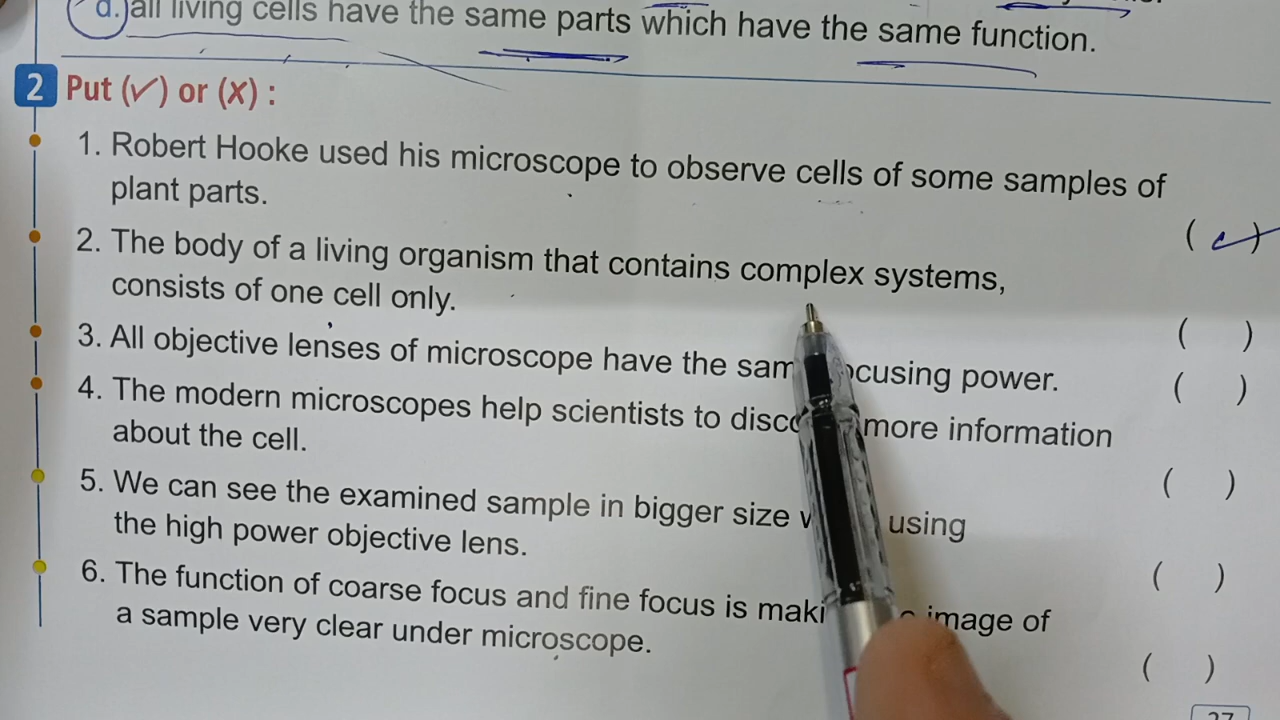 d. all living cells have the same parts which have the same function.
2 Put (✓) or (X) :
1. Robert Hooke used his microscope to observe cells of some samples of
plant parts. (✓)
2. The body of a living organism that contains complex systems,
consists of one cell only. ( )
3. All objective lenses of microscope have the power. ( )
4. The modern microscopes help scientists to more information
about the cell. ( )
5. We can see the examined sample in bigger size using
the high power objective lens. ( )
6. The function of coarse focus and fine focus is image of
a sample very clear under microscope. ( )